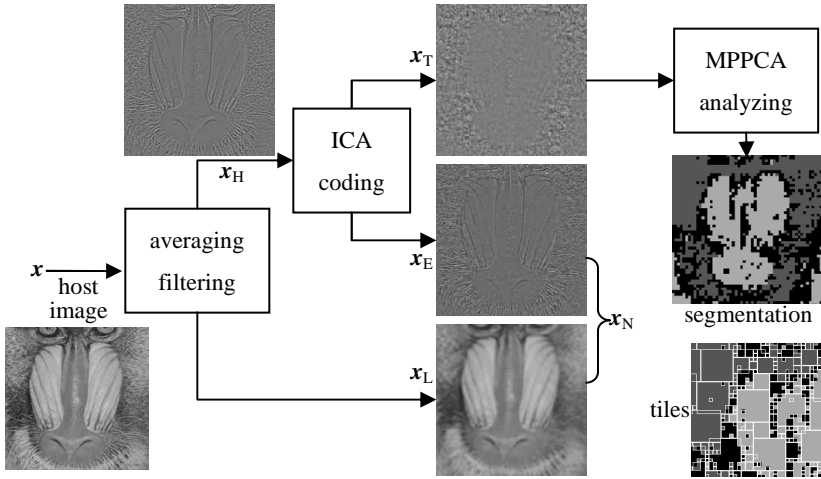 x_T
MPPCA
analyzing
ICA
coding
x_H
averaging
filtering
x
host
image
x_E
x_N
segmentation
x_L
tiles